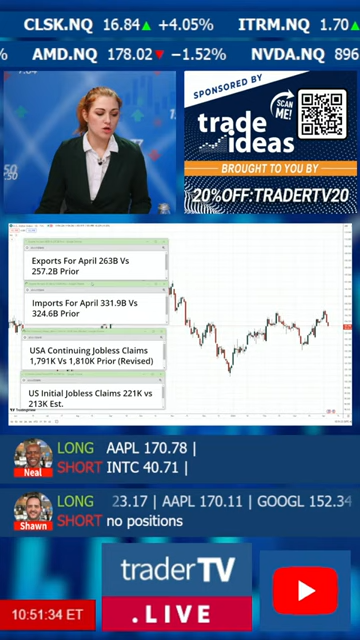 CLSK.NQ 16.84▲ +4.05% ITRM.NQ 1.70▲
% AMD.NQ 178.02▼ −1.52% NVDA.NQ 896
SPONSORED BY
SCAN ME!
trade
ideas
BROUGHT TO YOU BY
20%OFF:TRADERTV20
Exports For April 263B Vs
257.2B Prior
Imports For April 331.9B Vs
324.6B Prior
USA Continuing Jobless Claims
1,791K Vs 1,810K Prior (Revised)
US Initial Jobless Claims 221K vs
213K Est.
LONG AAPL 170.78 |
SHORT INTC 40.71 |
Neal
LONG 23.17 | AAPL 170.11 | GOOGL 152.34
SHORT no positions
Shawn
traderTV
.LIVE
10:51:34 ET